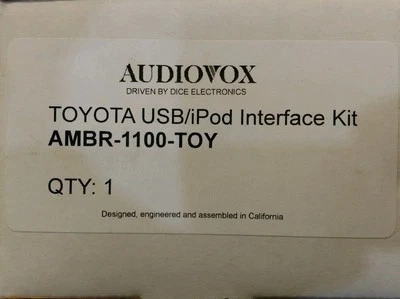 AUDIOVOX
DRIVEN BY DICE ELECTRONICS
TOYOTA USB/iPod Interface Kit
AMBR-1100-TOY
QTY: 1
Designed, engineered and assembled in California